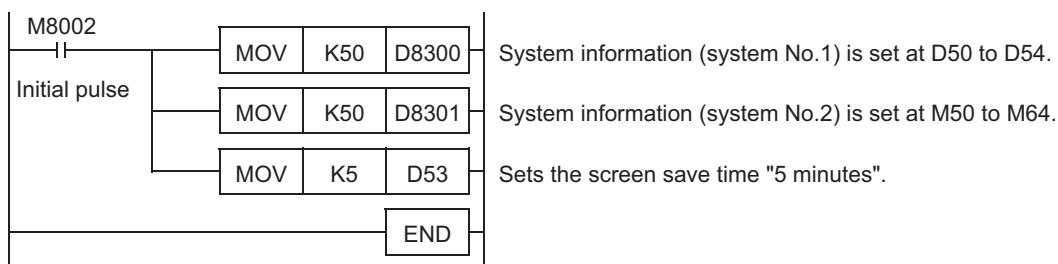 M8002
MOV K50 D8300 System information (system No.1) is set at D50 to D54.
Initial pulse
MOV K50 D8301 System information (system No.2) is set at M50 to M64.
MOV K5 D53 Sets the screen save time "5 minutes".
END